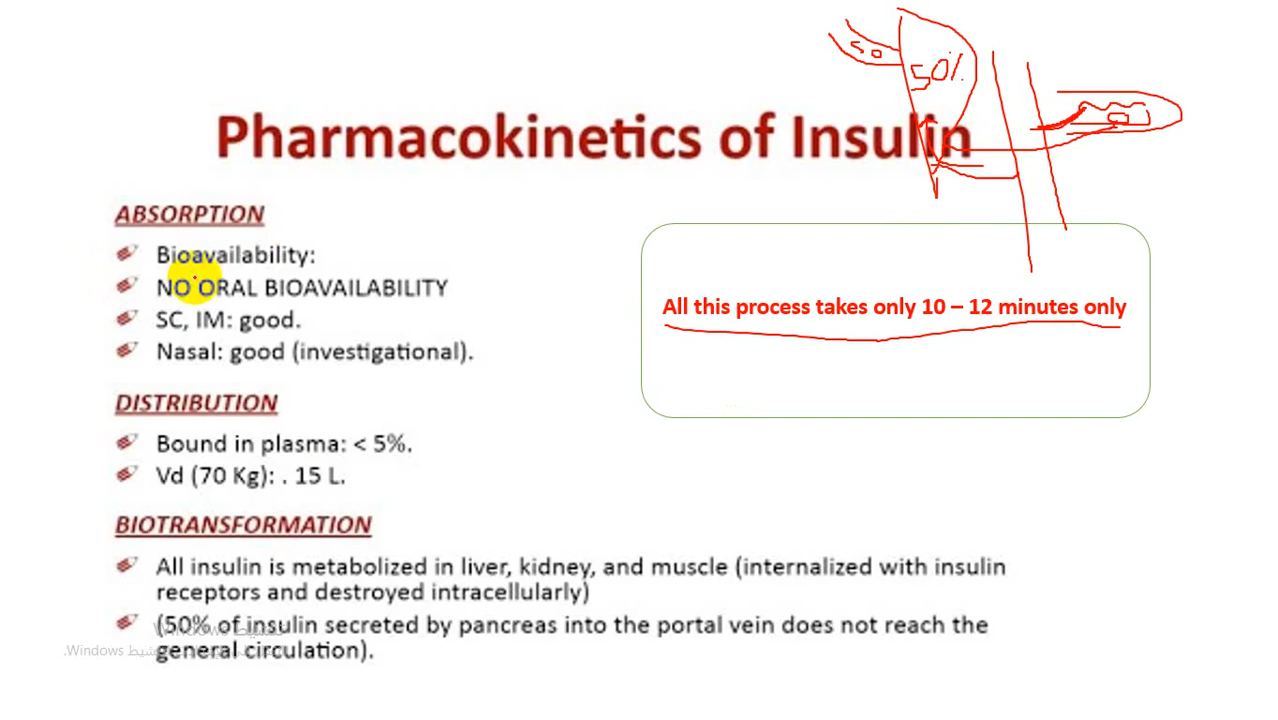 50%
Pharmacokinetics of Insulin
ABSORPTION
Bioavailability:
NO ORAL BIOAVAILABILITY
SC, IM: good.
Nasal: good (investigational).
All this process takes only 10 – 12 minutes only
DISTRIBUTION
Bound in plasma: < 5%.
Vd (70 Kg): . 15 L.
BIOTRANSFORMATION
All insulin is metabolized in liver, kidney, and muscle (internalized with insulin
receptors and destroyed intracellularly)
(50% of insulin secreted by pancreas into the portal vein does not reach the
general circulation).
تنشيط Windows
Windows.